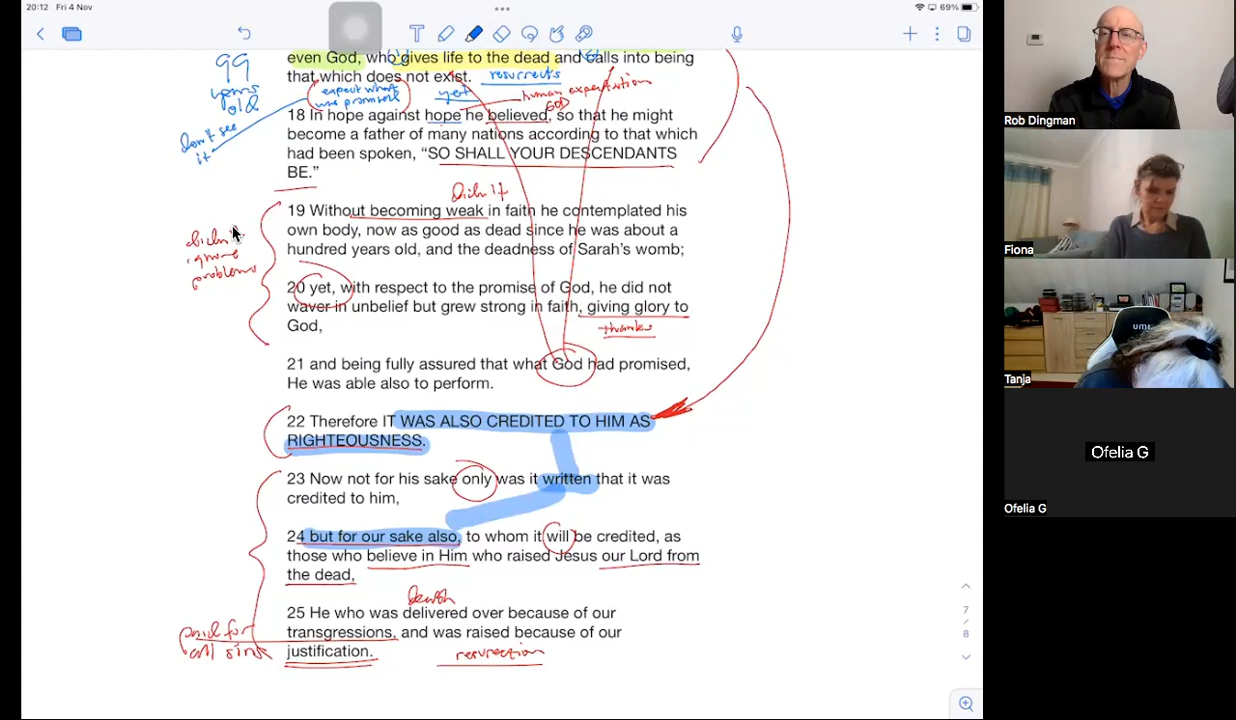 20:12 Fri 4 Nov
69%
99
years
old
even God, who gives life to the dead and calls into being
that which does not exist.
resurrects
yet
human expectation
expect what
was promised
God
don't see
it
18 In hope against hope he believed, so that he might
become a father of many nations according to that which
had been spoken, “SO SHALL YOUR DESCENDANTS
BE.”
Didn't
19 Without becoming weak in faith he contemplated his
own body, now as good as dead since he was about a
hundred years old, and the deadness of Sarah's womb;
didn't
ignore
problems
20 yet, with respect to the promise of God, he did not
waver in unbelief but grew strong in faith, giving glory to
God,
thanks
21 and being fully assured that what God had promised,
He was able also to perform.
22 Therefore IT WAS ALSO CREDITED TO HIM AS
RIGHTEOUSNESS.
23 Now not for his sake only was it written that it was
credited to him,
24 but for our sake also, to whom it will be credited, as
those who believe in Him who raised Jesus our Lord from
the dead,
Death
25 He who was delivered over because of our
transgressions, and was raised because of our
justification.
paid for
all sins
resurrection
7
/
8
Rob Dingman
Fiona
Tanja
Ofelia G
Ofelia G